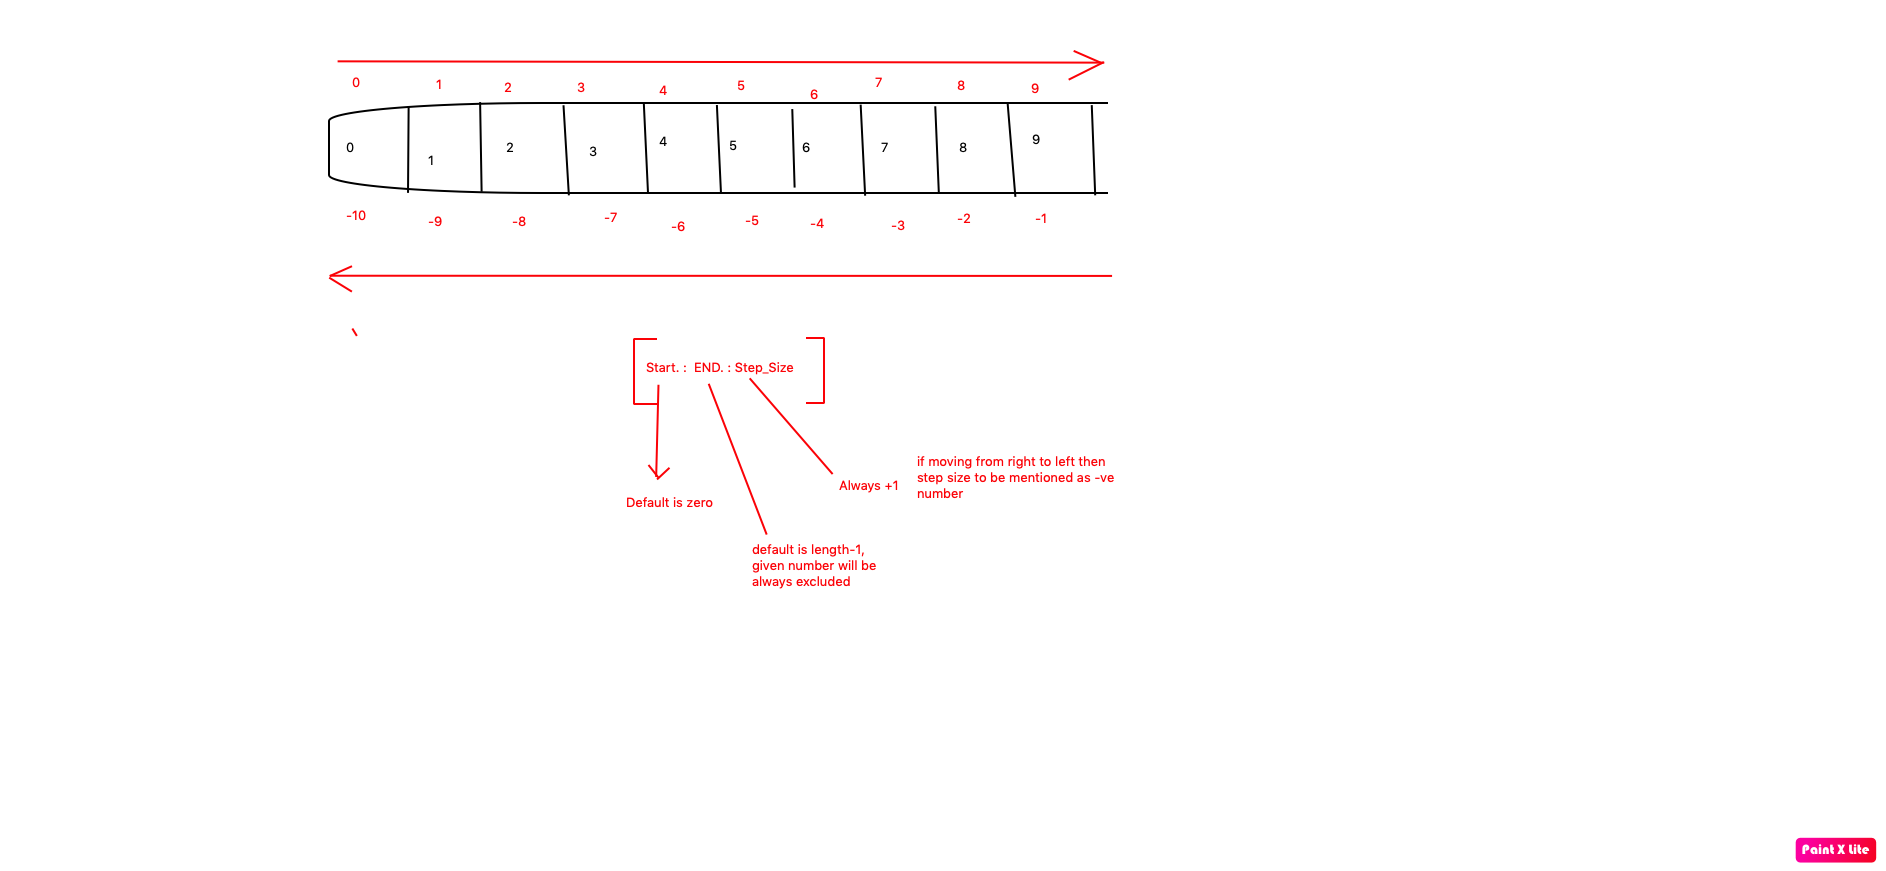 0 1 2 3 4 5 6 7 8 9
0 1 2 3 4 5 6 7 8 9
-10 -9 -8 -7 -6 -5 -4 -3 -2 -1
Start. : END. : Step_Size
Always +1
if moving from right to left then
step size to be mentioned as -ve
number
Default is zero
default is length-1,
given number will be
always excluded
Paint X Lite